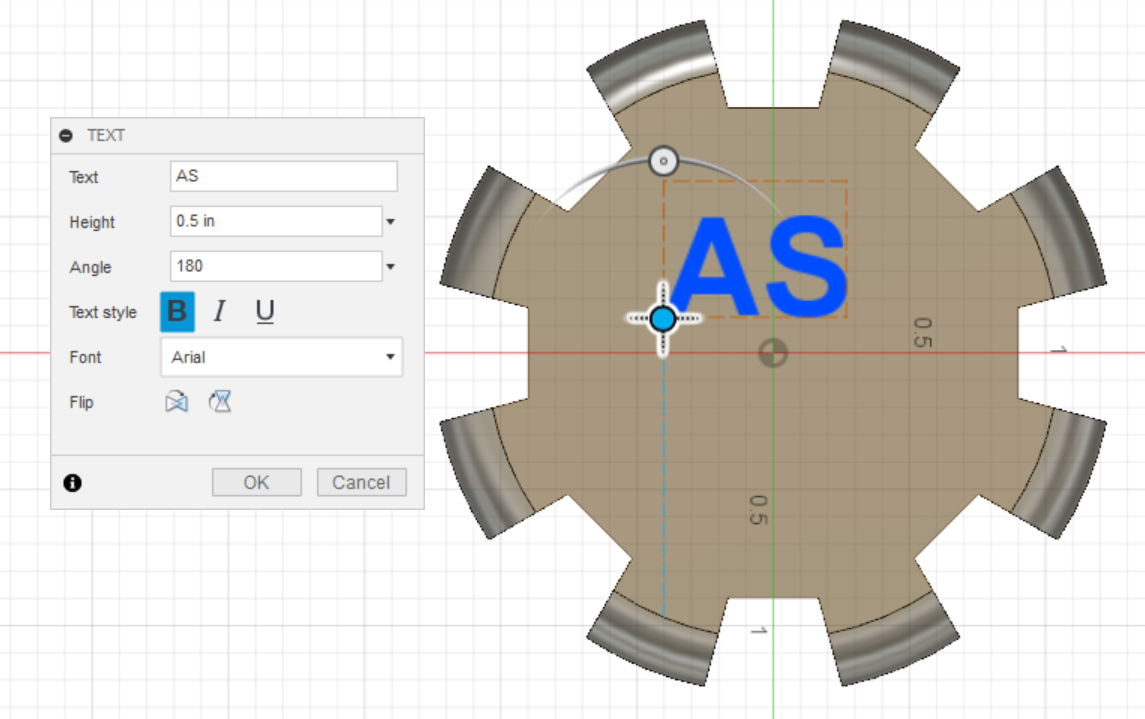 TEXT
Text AS
Height 0.5 in
Angle 180
Text style B I U
Font Arial
Flip
OK Cancel
AS
0.5
1
0.5
1